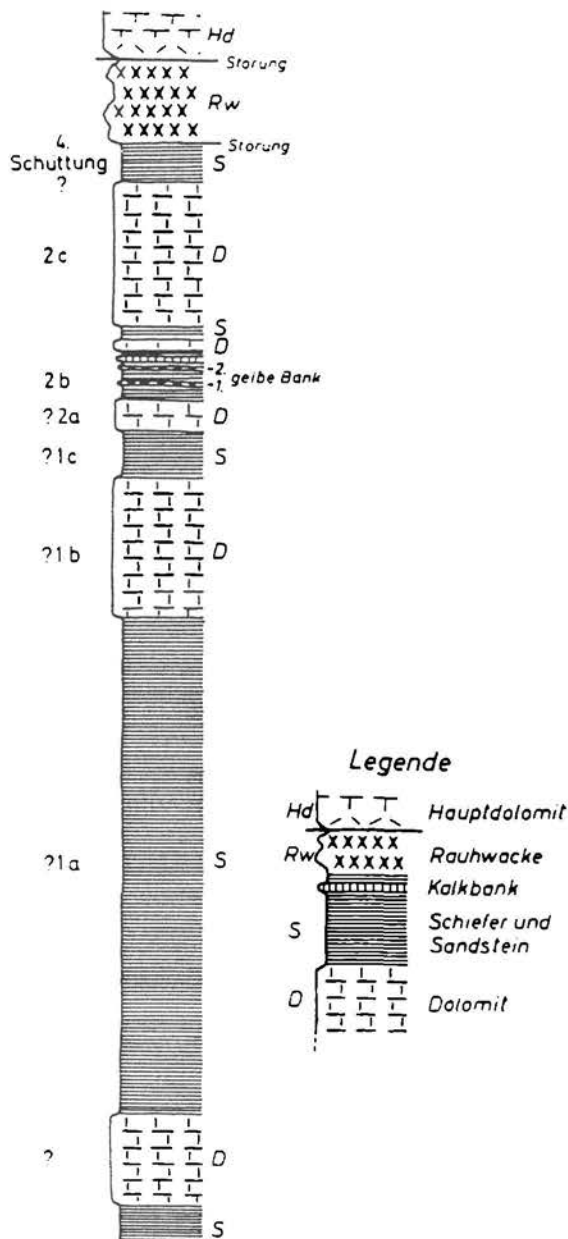 Hd
Storung
Rw
Storung
4.
Schuttung
?
S
2c
D
S
D
-2. gelbe Bank
-1.
2b
?2a
D
?1c
S
?1b
D
?1a
S
?
D
S
Legende
Hd
Hauptdolomit
Rw
Rauhwacke
Kalkbank
S
Schiefer und
Sandstein
D
Dolomit